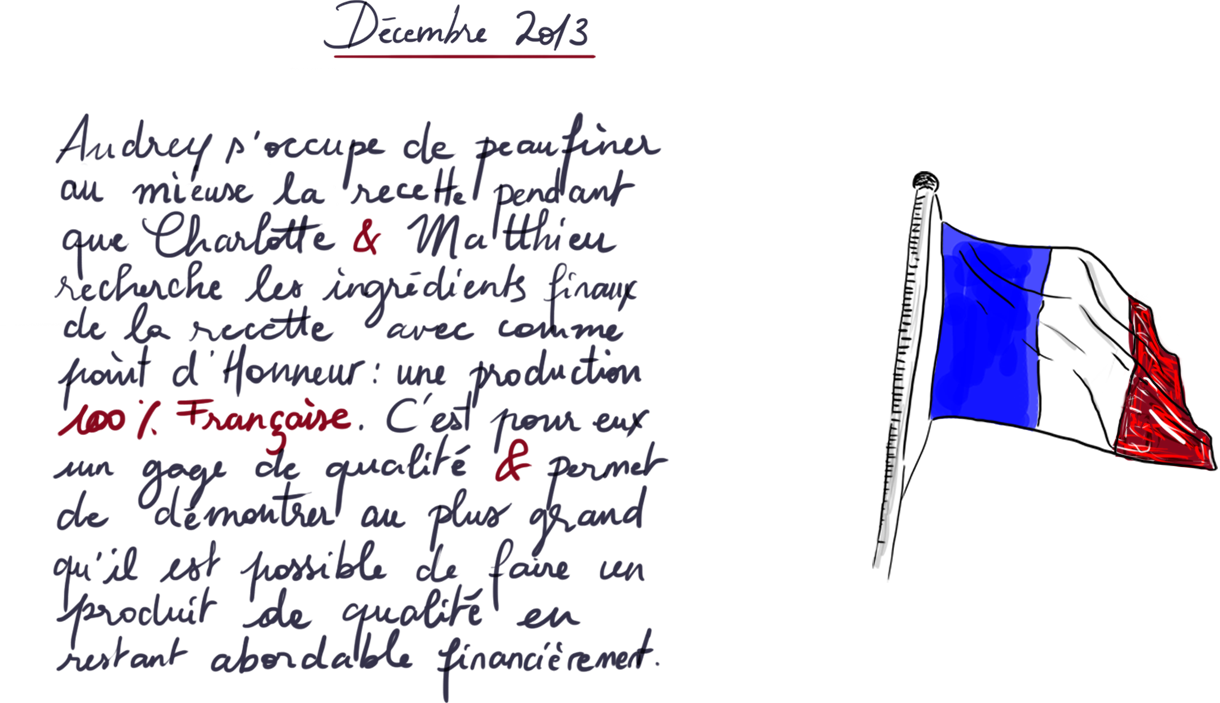 Décembre 2013
Audrey s'occupe de peaufiner
au mieuse la recette pendant
que Charlotte & Matthieu
recherche les ingrédients finaux
de la recette avec comme
point d'Honneur : une production
100% Française. C'est pour eux
un gage de qualité & permet
de démontrer au plus grand
qu'il est possible de faire un
produit de qualité en
restant abordable financièrement.